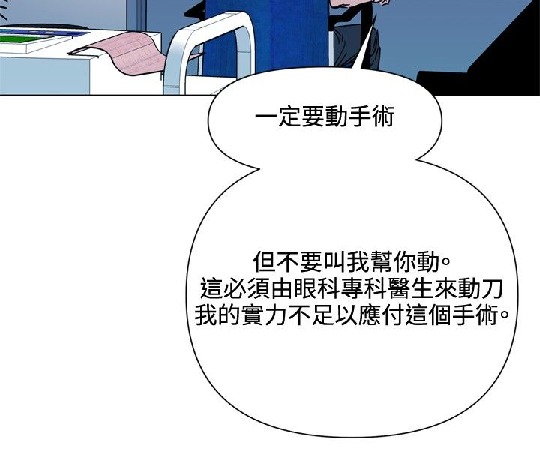 一定要動手術
但不要叫我幫你動。
這必須由眼科專科醫生來動刀
我的實力不足以應付這個手術。